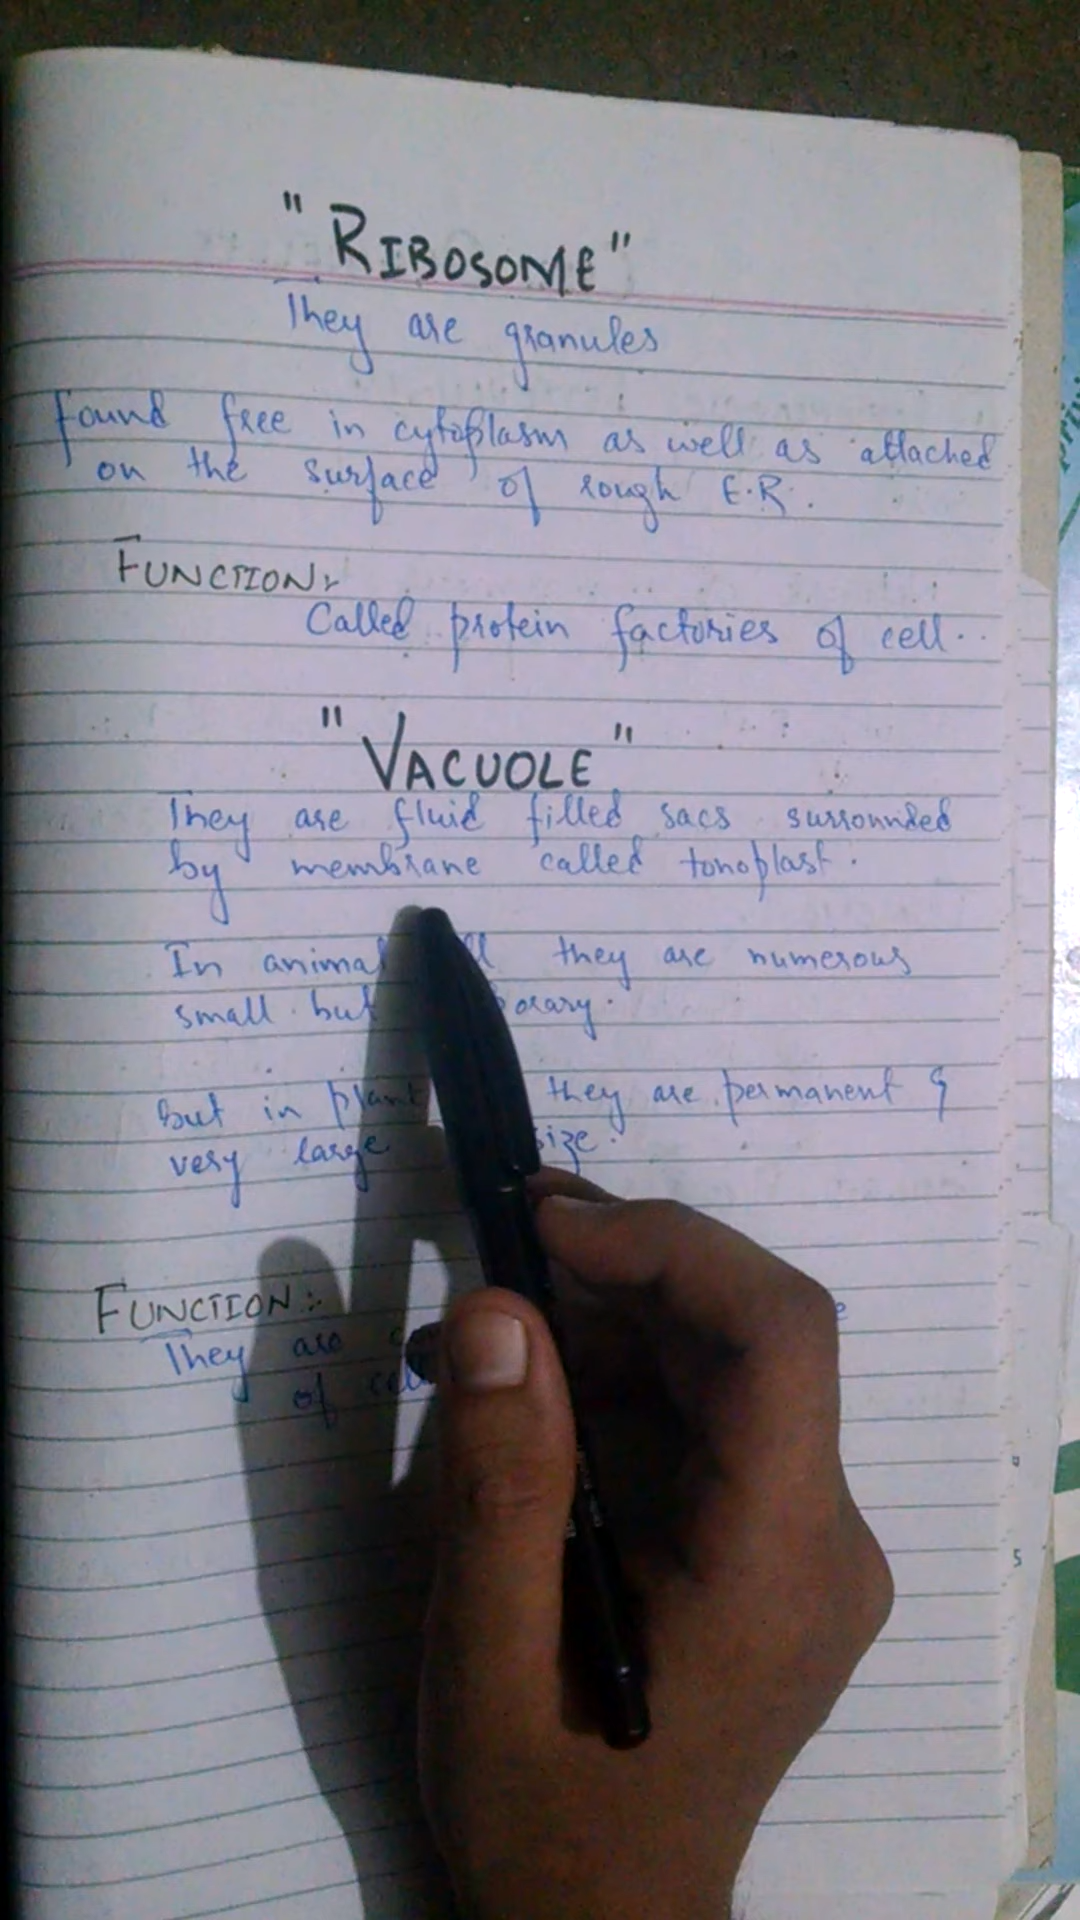 "RIBOSOME"
They are granules
found free in cytoplasm as well as attached
on the surface of rough E.R.
FUNCTION:-
Called protein factories of cell.
"VACUOLE"
They are fluid filled sacs surrounded
by membrane called tonoplast.
In animal they are numerous
small but
but in plant they are permanent &
very large size.
FUNCTION:-
They are
of cell